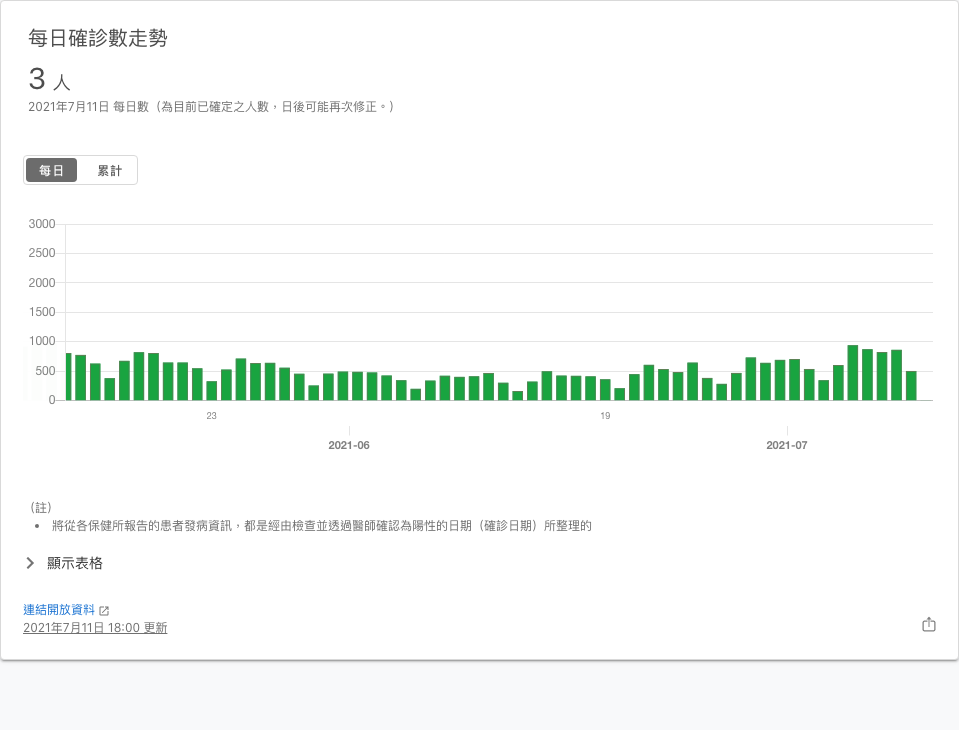 每日確診數走勢
3 人
2021年7月11日 每日數（為目前已確定之人數，日後可能再次修正。）
每日 累計
3000
2500
2000
1500
1000
500
0
23 19
2021-06 2021-07
（註）
• 將從各保健所報告的患者發病資訊，都是經由檢查並透過醫師確認為陽性的日期（確診日期）所整理的
顯示表格
連結開放資料
2021年7月11日 18:00 更新